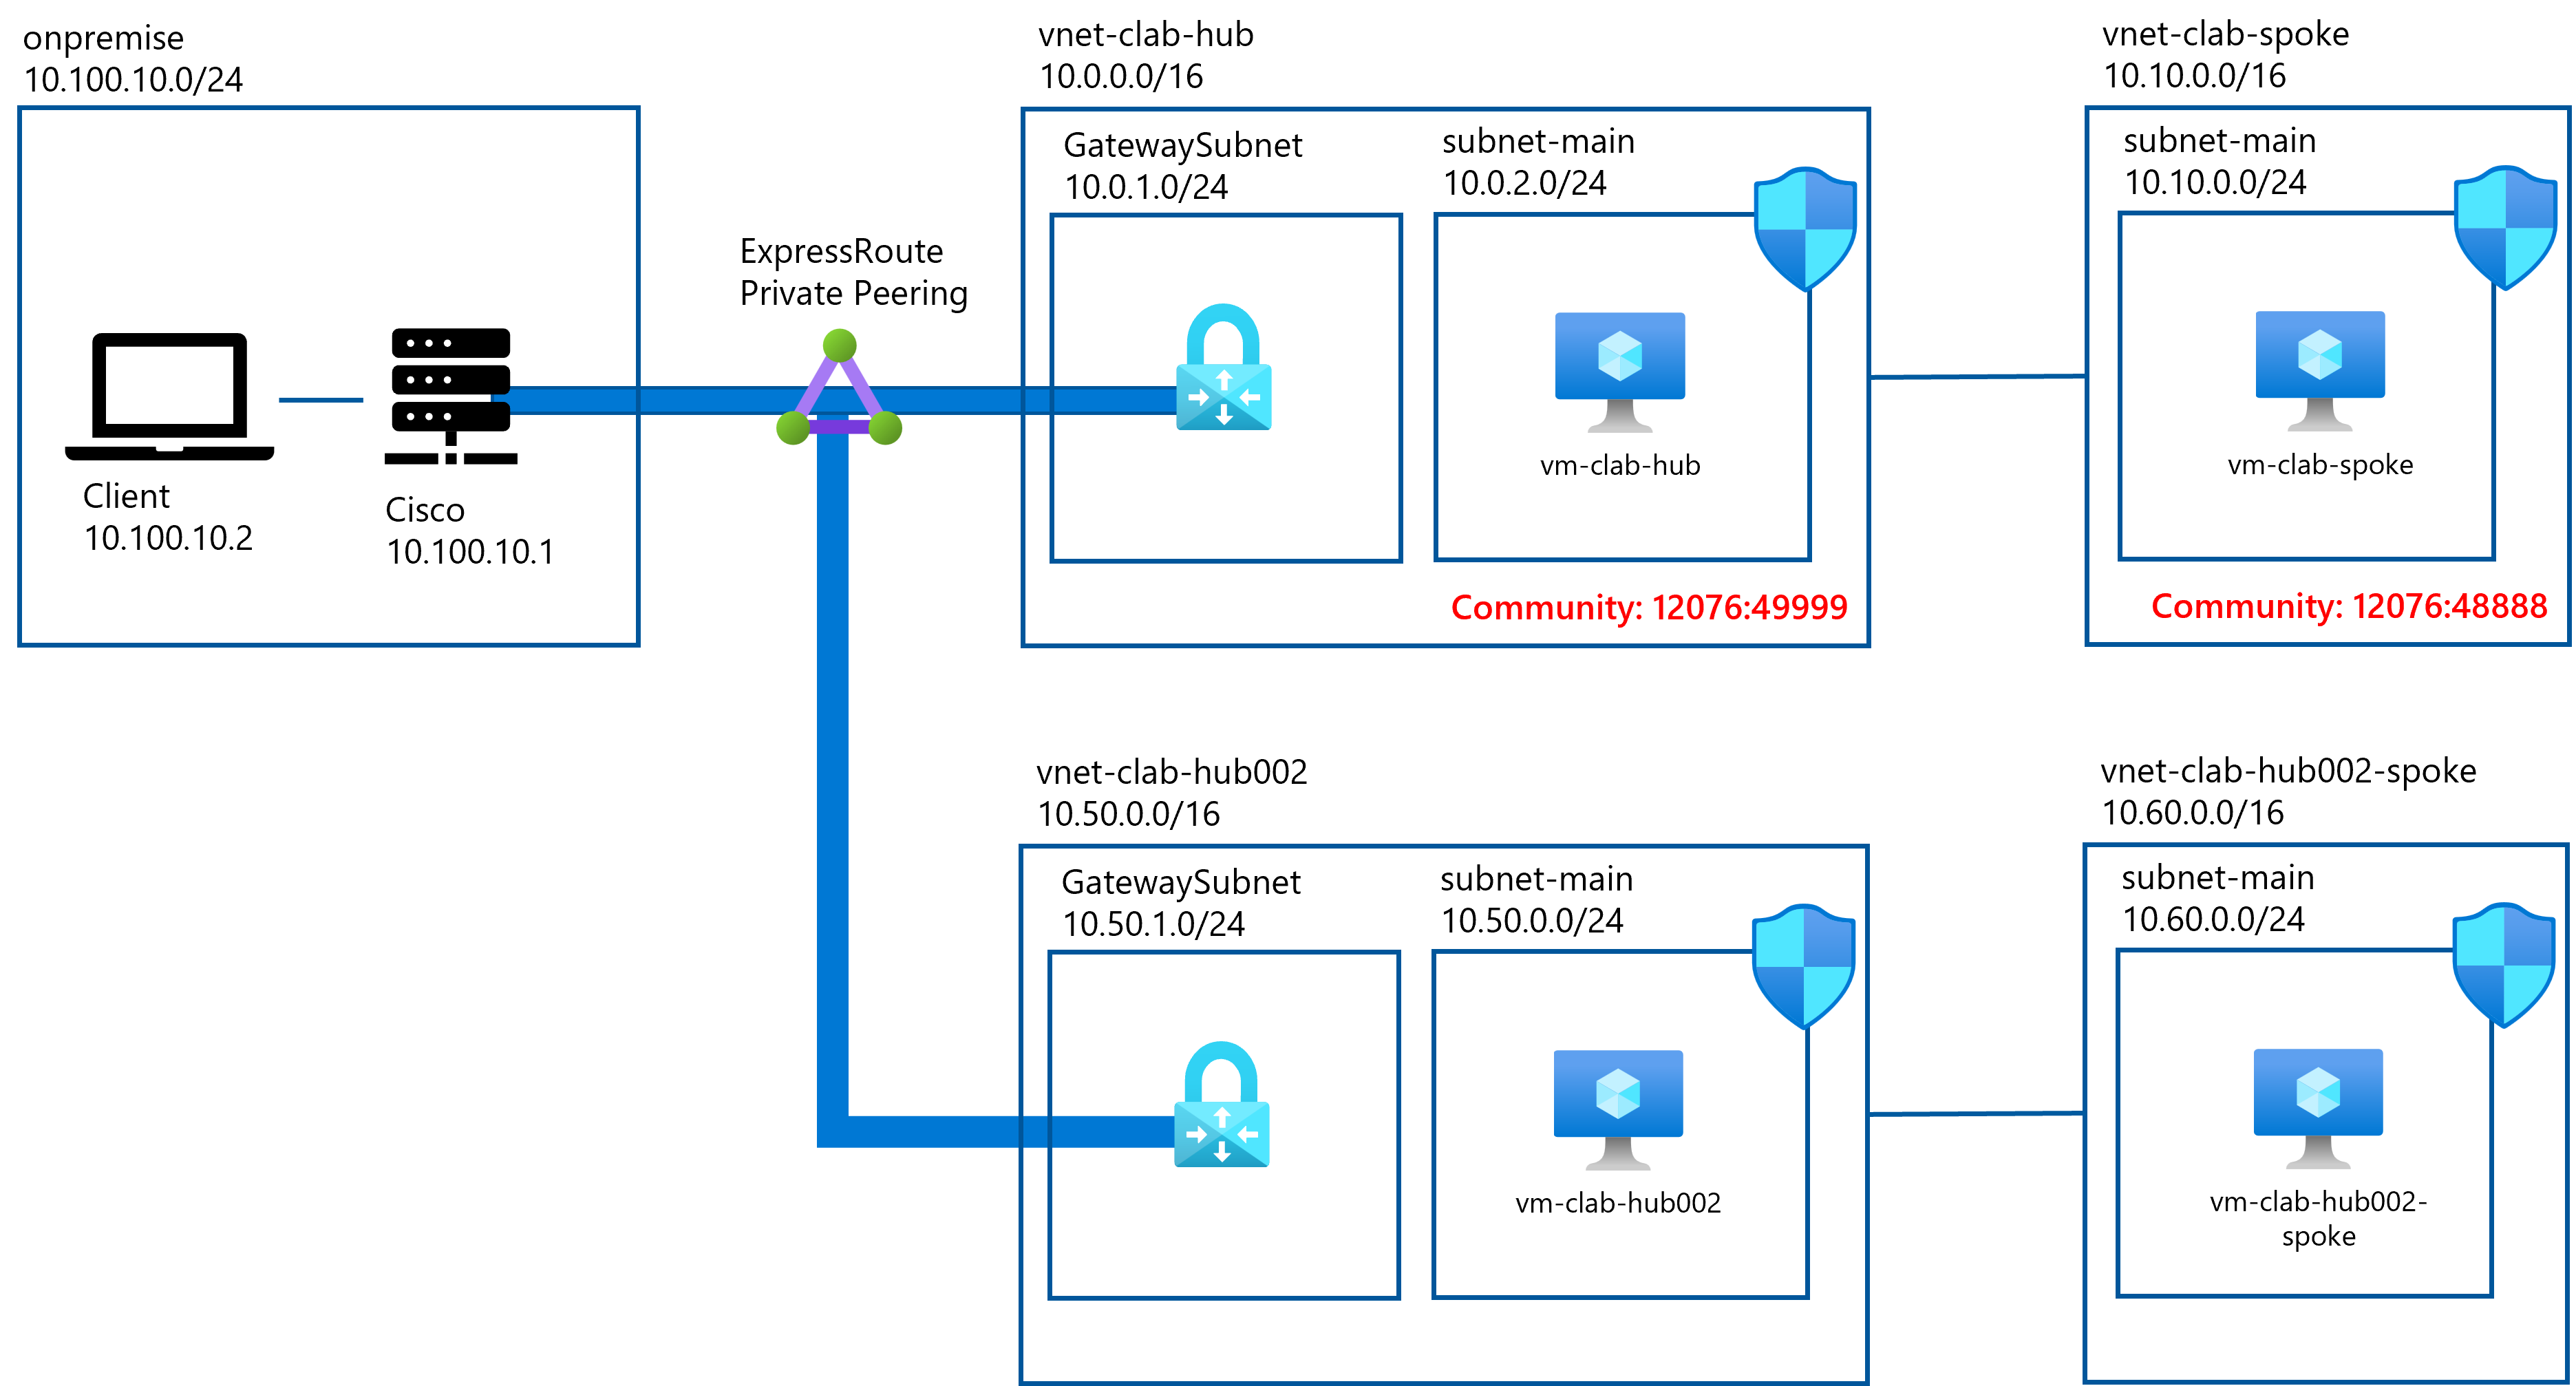 onpremise
10.100.10.0/24
Client
10.100.10.2
Cisco
10.100.10.1
ExpressRoute
Private Peering
vnet-clab-hub
10.0.0.0/16
GatewaySubnet
10.0.1.0/24
subnet-main
10.0.2.0/24
vm-clab-hub
Community: 12076:49999
vnet-clab-spoke
10.10.0.0/16
subnet-main
10.10.0.0/24
vm-clab-spoke
Community: 12076:48888
vnet-clab-hub002
10.50.0.0/16
GatewaySubnet
10.50.1.0/24
subnet-main
10.50.0.0/24
vm-clab-hub002
vnet-clab-hub002-spoke
10.60.0.0/16
subnet-main
10.60.0.0/24
vm-clab-hub002-
spoke